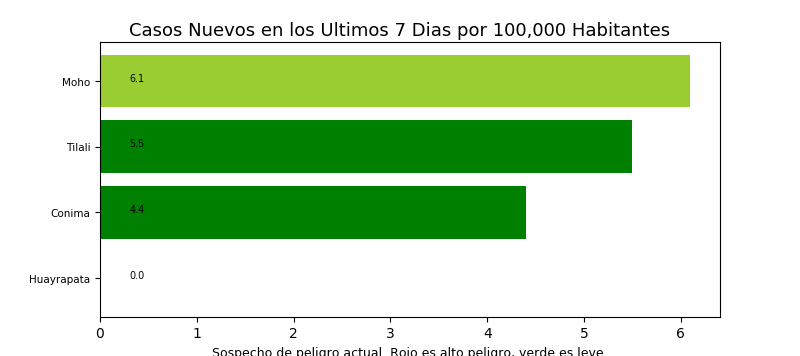 Casos Nuevos en los Ultimos 7 Dias por 100,000 Habitantes
Moho 6.1
Tilali 5.5
Conima 4.4
Huayrapata 0.0
0 1 2 3 4 5 6
Sospecho de peligro actual. Rojo es alto peligro, verde es leve